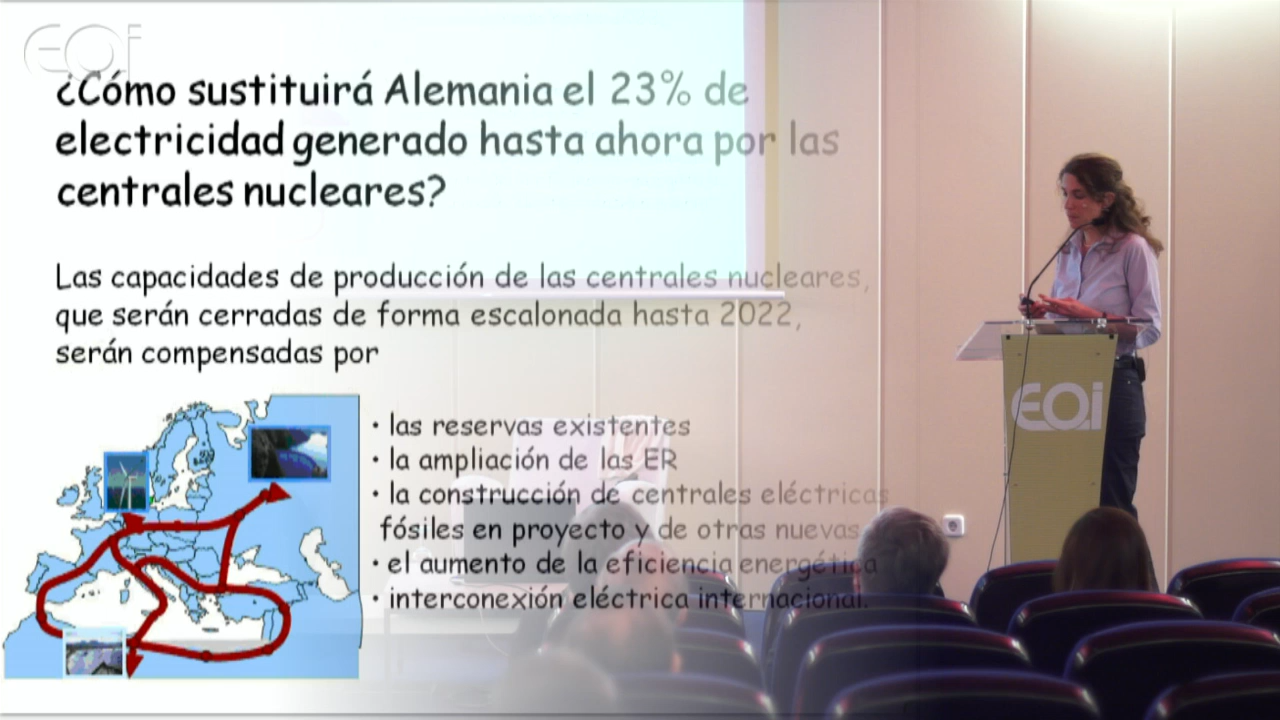 EOi
¿Cómo sustituirá Alemania el 23% de
electricidad generado hasta ahora por las
centrales nucleares?
Las capacidades de producción de las centrales nucleares,
que serán cerradas de forma escalonada hasta 2022,
serán compensadas por
• las reservas existentes
• la ampliación de las ER
• la construcción de centrales eléctricas
fósiles en proyecto y de otras nuevas
• el aumento de la eficiencia energética
• interconexión eléctrica internacional.
EOi